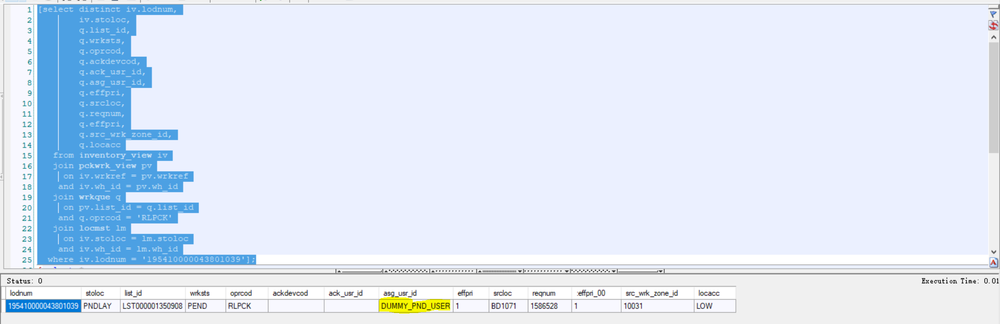 1 [select distinct iv.lodnum,
2 iv.stoloc,
3 q.list_id,
4 q.wrksts,
5 q.oprcod,
6 q.ackdevcod,
7 q.ack_usr_id,
8 q.asg_usr_id,
9 q.effpri,
10 q.srcloc,
11 q.reqnum,
12 q.effpri,
13 q.src_wrk_zone_id,
14 q.locacc
15 from inventory_view iv
16 join pckwrk_view pv
17 on iv.wrkref = pv.wrkref
18 and iv.wh_id = pv.wh_id
19 join wrkque q
20 on pv.list_id = q.list_id
21 and q.oprcod = 'RLPCK'
22 join locmst lm
23 on iv.stoloc = lm.stoloc
24 and iv.wh_id = lm.wh_id
25 where iv.lodnum = '195410000043801039'];
Status: 0 Execution Time: 0.01
lodnum stoloc list_id wrksts oprcod ackdevcod ack_usr_id asg_usr_id effpri srcloc reqnum :effpri_00 src_wrk_zone_id locacc
195410000043801039 PNDLAY LST000001350908 PEND RLPCK DUMMY_PND_USER 1 BD1071 1586528 1 10031 LOW